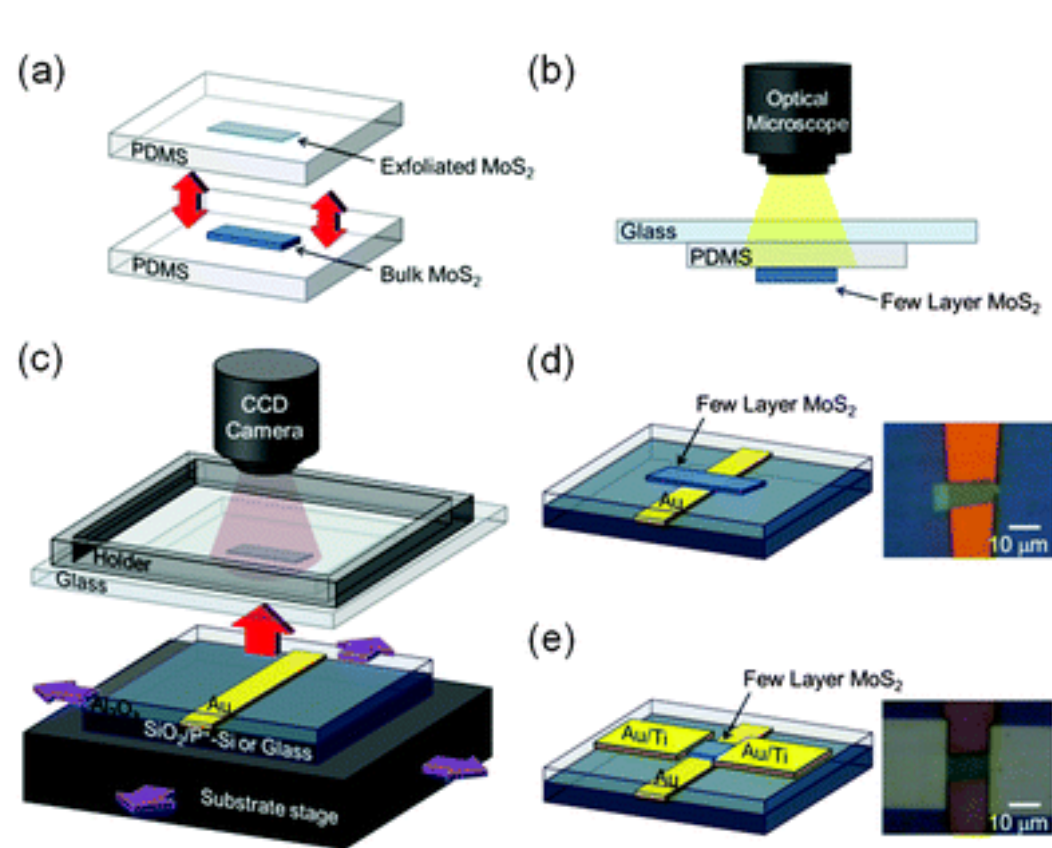 (a)
PDMS
Exfoliated MoS₂
PDMS
Bulk MoS₂
(b)
Optical
Microscope
Glass
PDMS
Few Layer MoS₂
(c)
CCD
Camera
Holder
Glass
Au
Al₂O₃
SiO₂/P⁺-Si or Glass
Substrate stage
(d)
Few Layer MoS₂
Au
10 μm
(e)
Few Layer MoS₂
Au/Ti
Au/Ti
Au
10 μm